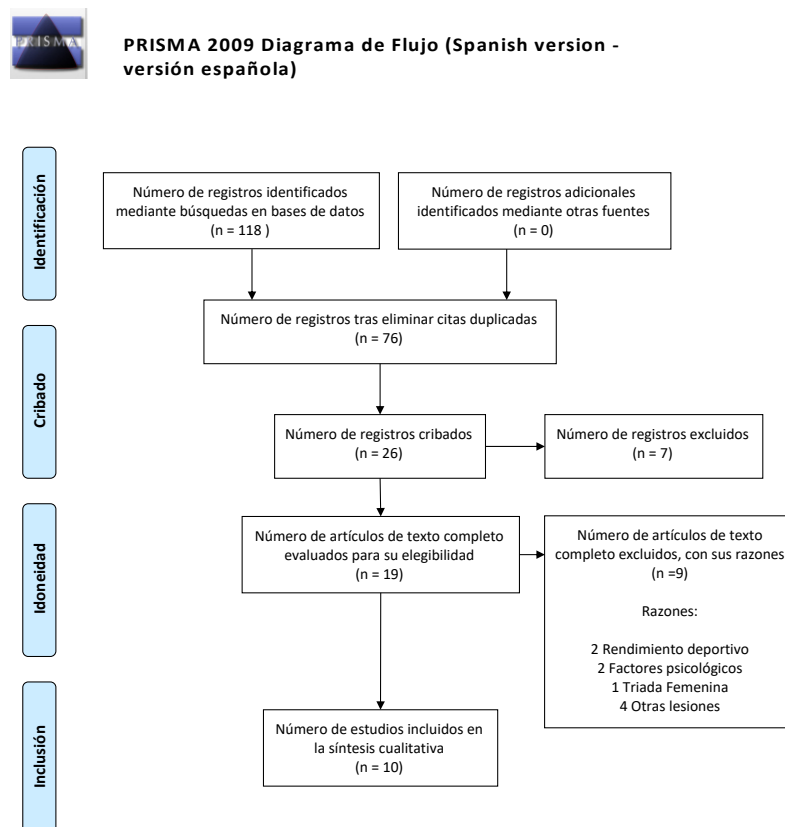 PRISMA
PRISMA 2009 Diagrama de Flujo (Spanish version -
versión española)
Identificación
Número de registros identificados
mediante búsquedas en bases de datos
(n = 118 )
Número de registros adicionales
identificados mediante otras fuentes
(n = 0)
Número de registros tras eliminar citas duplicadas
(n = 76)
Cribado
Número de registros cribados
(n = 26)
Número de registros excluidos
(n = 7)
Idoneidad
Número de artículos de texto completo
evaluados para su elegibilidad
(n = 19)
Número de artículos de texto
completo excluidos, con sus razones
(n =9)
Razones:
2 Rendimiento deportivo
2 Factores psicológicos
1 Triada Femenina
4 Otras lesiones
Inclusión
Número de estudios incluidos en
la síntesis cualitativa
(n = 10)